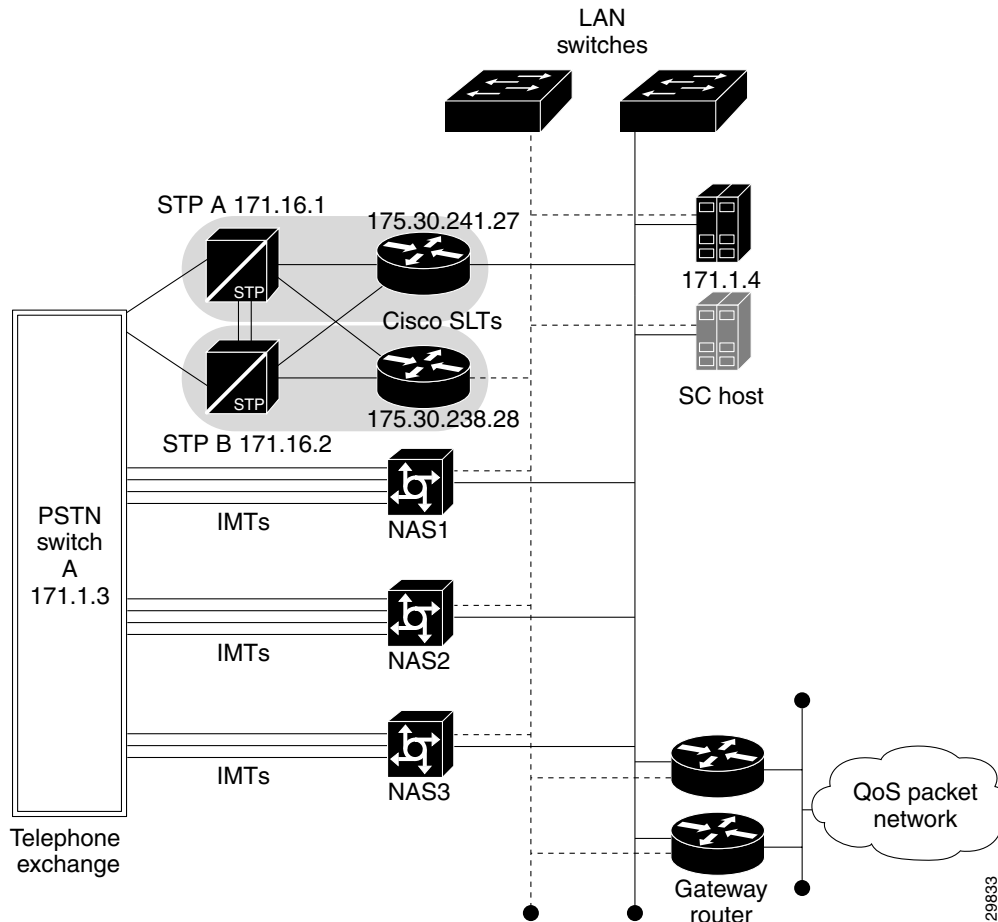 LAN
switches
STP A 171.16.1
175.30.241.27
STP
171.1.4
Cisco SLTs
STP
SC host
175.30.238.28
STP B 171.16.2
PSTN
switch
A
171.1.3
IMTs
NAS1
IMTs
NAS2
IMTs
NAS3
QoS packet
network
Telephone
exchange
Gateway
router
29833